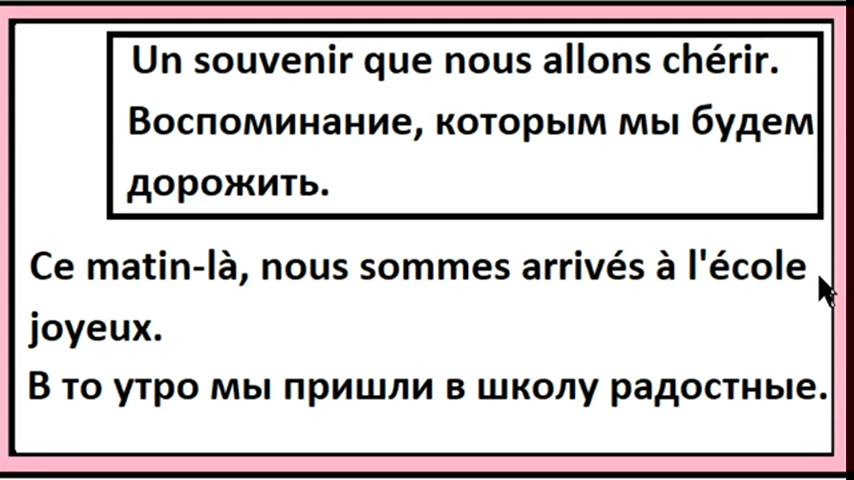 Un souvenir que nous allons chérir.
Воспоминание, которым мы будем
дорожить.
Ce matin-là, nous sommes arrivés à l'école
joyeux.
В то утро мы пришли в школу радостные.